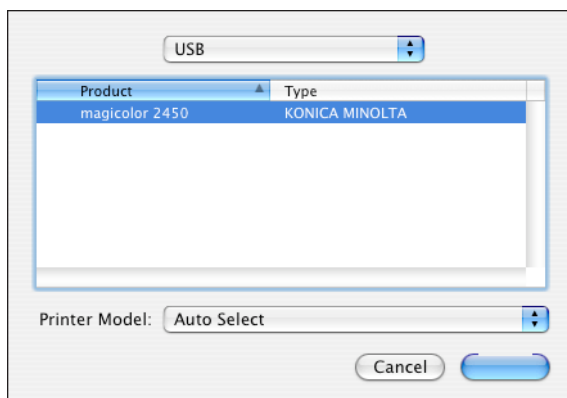 USB
Product Type
magicolor 2450 KONICA MINOLTA
Printer Model: Auto Select
Cancel